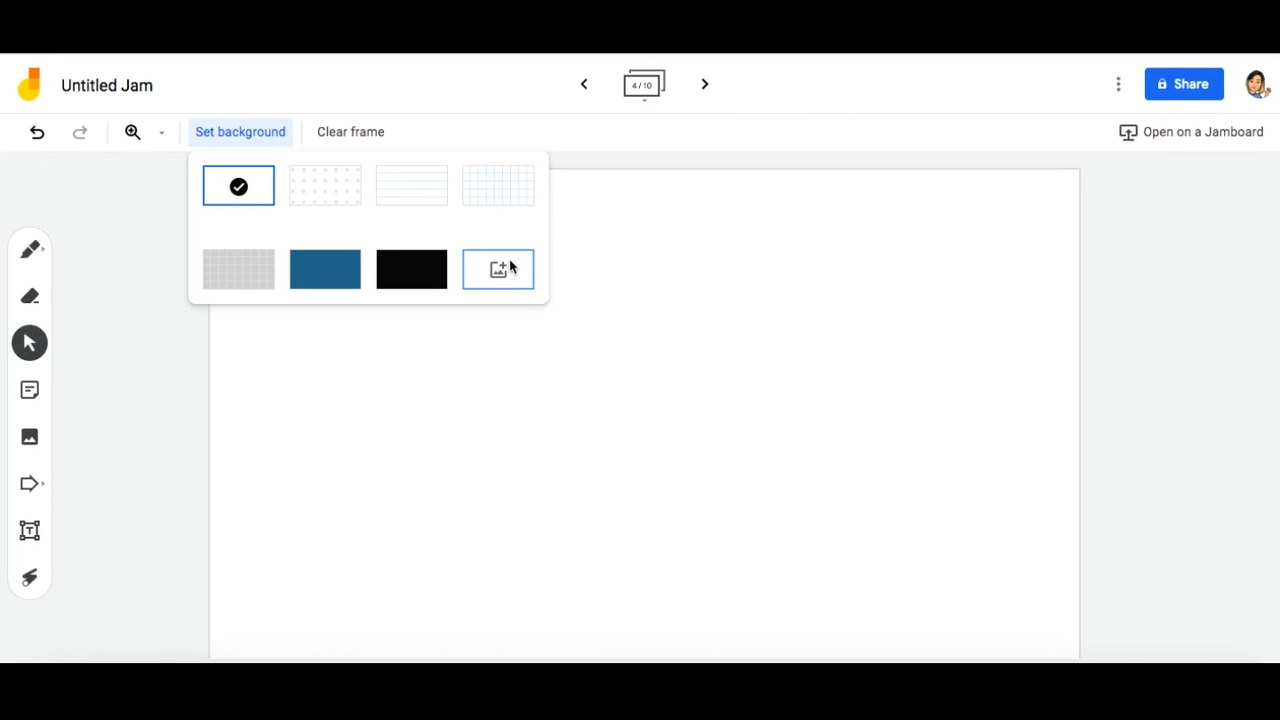 Untitled Jam
4 / 10
Share
Set background
Clear frame
Open on a Jamboard
T